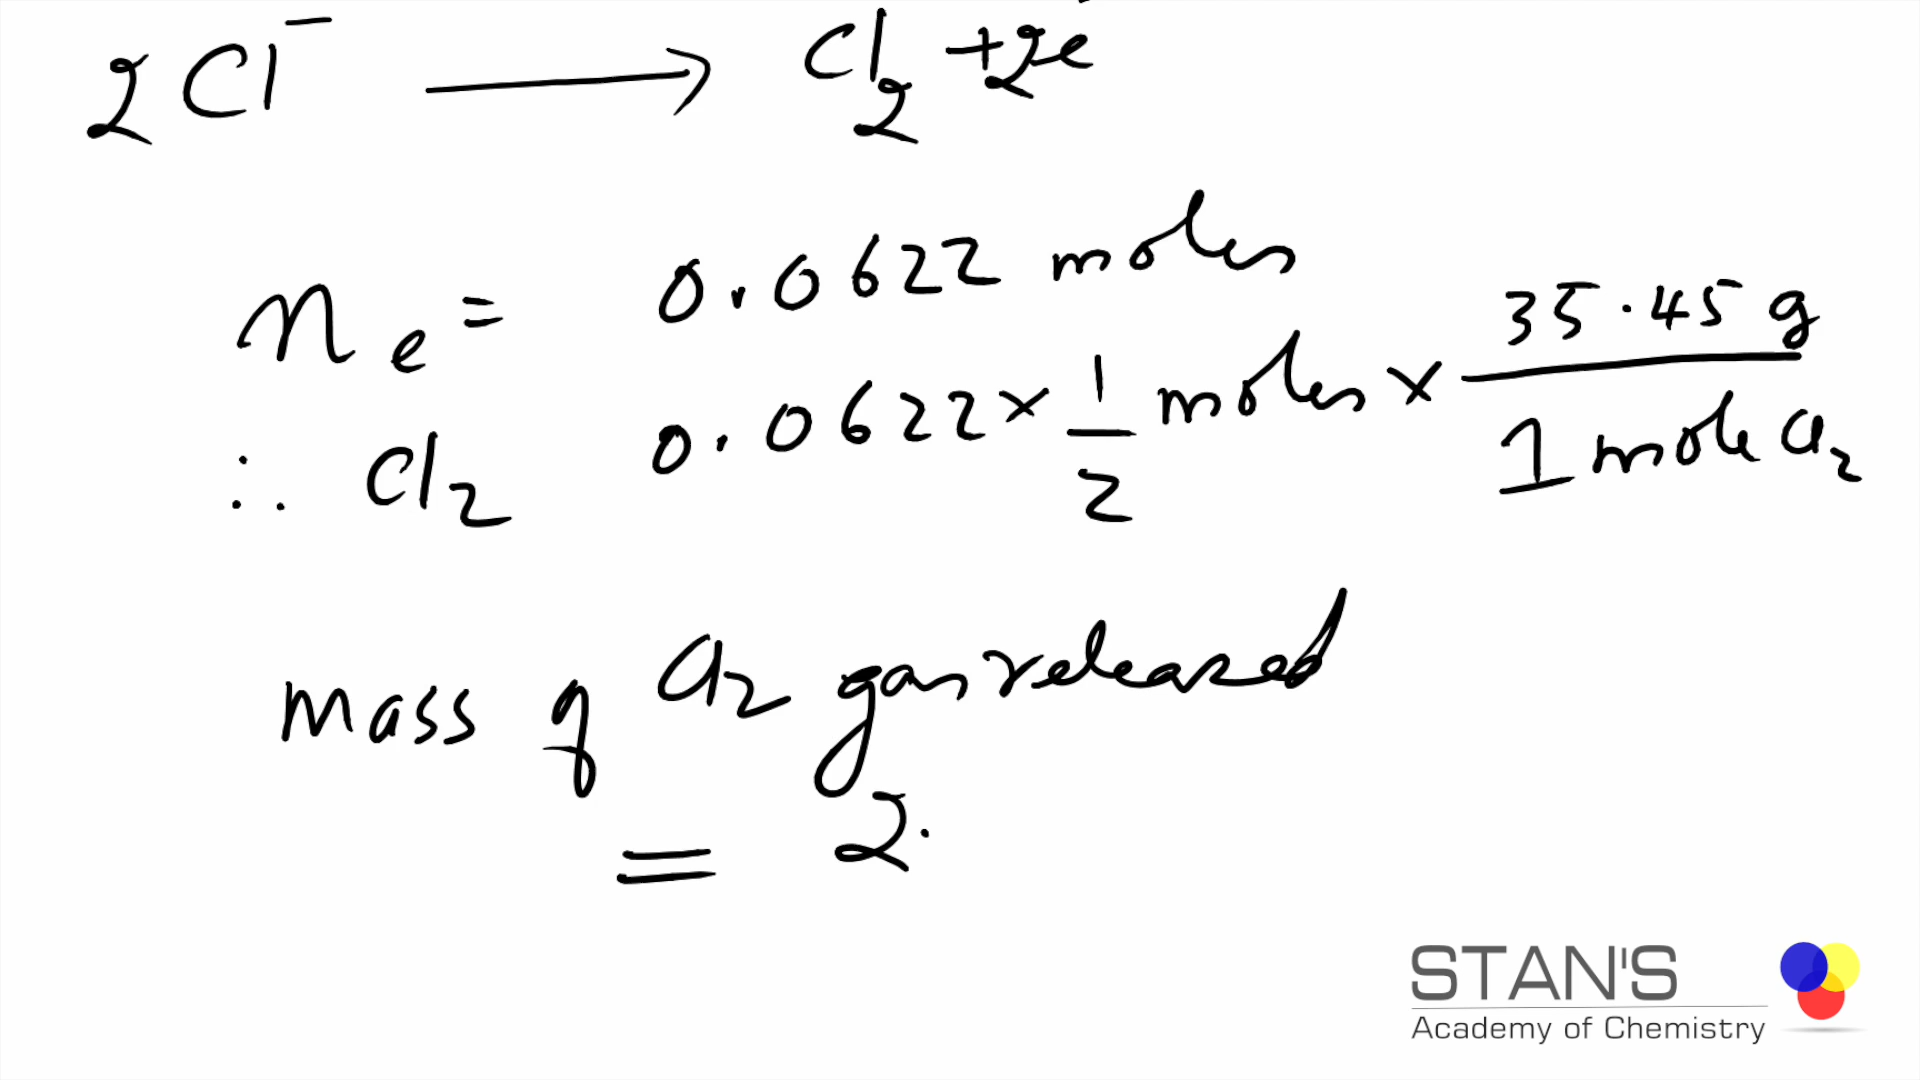 2Cl⁻ ⟶ Cl₂ + 2e⁻
nₑ = 0.0622 moles
∴ Cl₂ 0.0622 × 1/2 moles × 35.45 g / 1 mole Cl₂
mass of Cl₂ gas released
= 2.
STAN'S
Academy of Chemistry